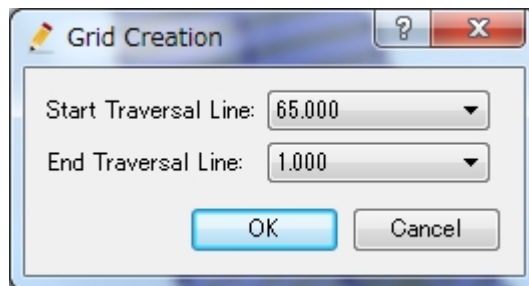 Grid Creation
? X
Start Traversal Line: 65.000
End Traversal Line: 1.000
OK Cancel